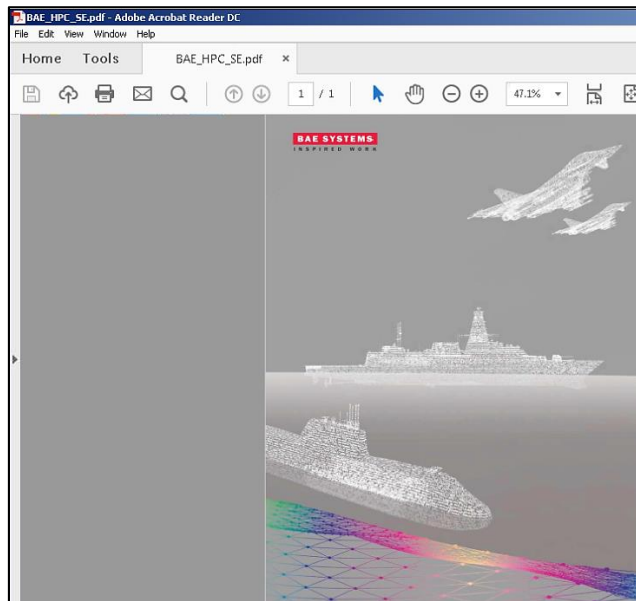 BAE_HPC_SE.pdf - Adobe Acrobat Reader DC
File Edit View Window Help
Home Tools BAE_HPC_SE.pdf ×
1 / 1 47.1%
BAE SYSTEMS
INSPIRED WORK